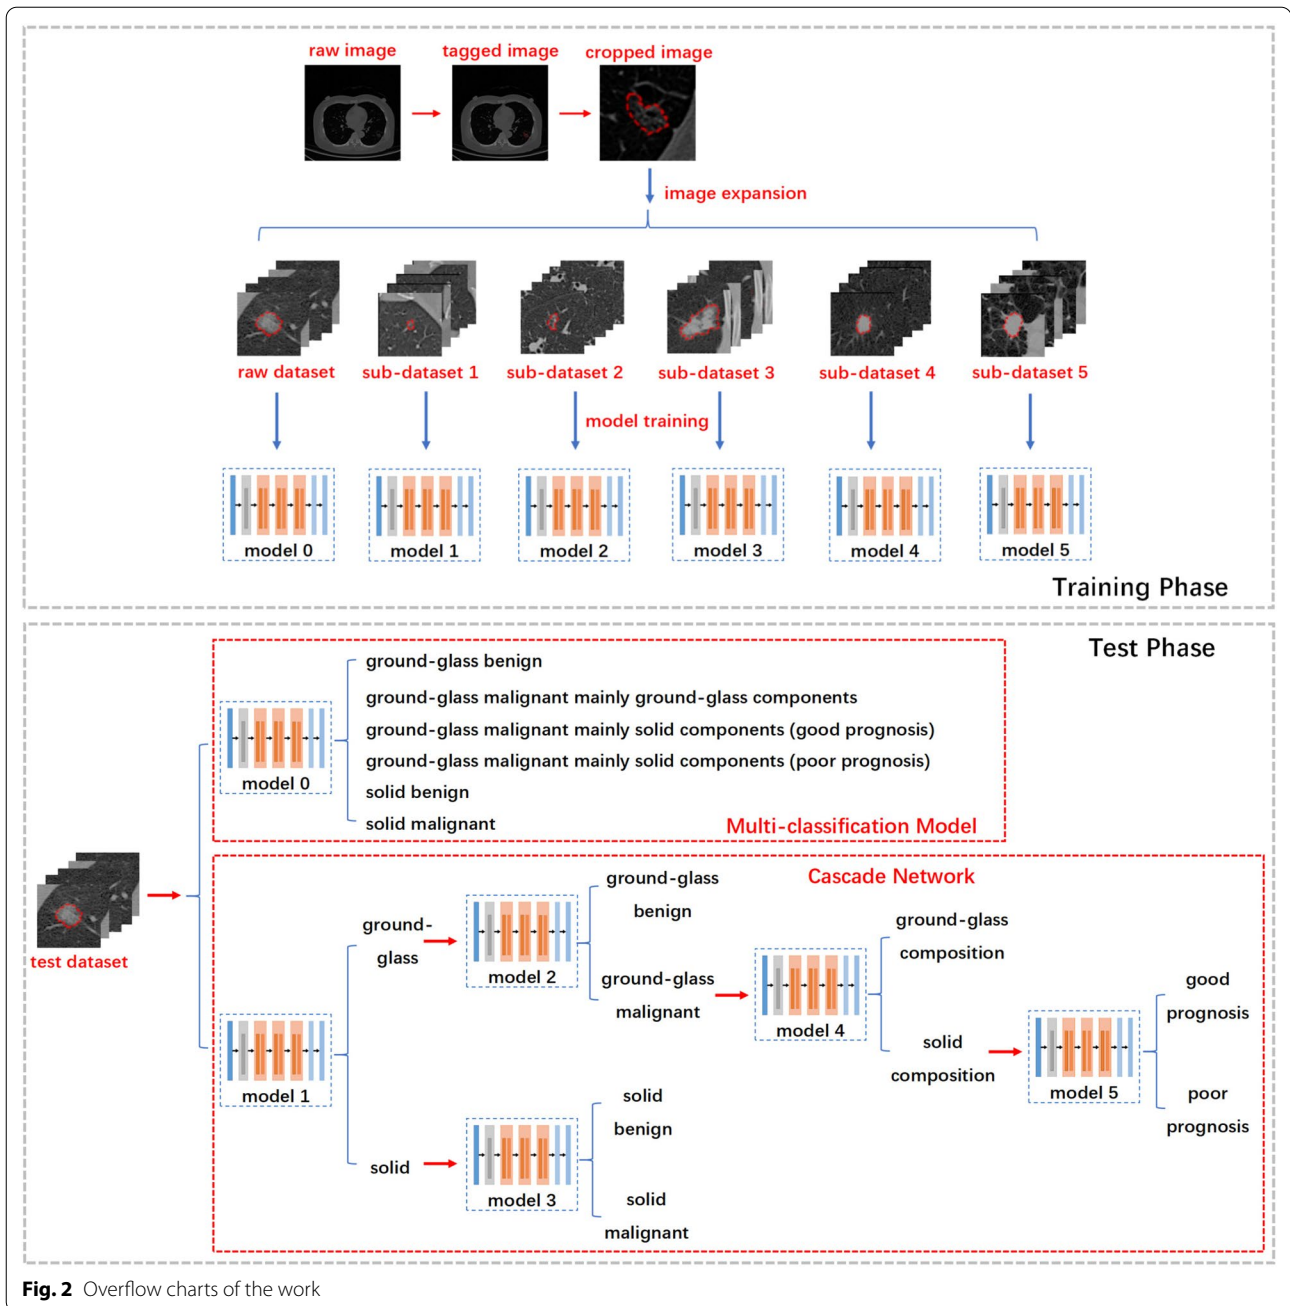 raw image
tagged image
cropped image
image expansion
raw dataset
sub-dataset 1
sub-dataset 2
sub-dataset 3
sub-dataset 4
sub-dataset 5
model training
model 0
model 1
model 2
model 3
model 4
model 5
Training Phase
Test Phase
ground-glass benign
ground-glass malignant mainly ground-glass components
ground-glass malignant mainly solid components (good prognosis)
ground-glass malignant mainly solid components (poor prognosis)
solid benign
solid malignant
model 0
Multi-classification Model
test dataset
Cascade Network
model 1
ground-
glass
solid
model 2
ground-glass
benign
ground-glass
malignant
model 3
solid
benign
solid
malignant
model 4
ground-glass
composition
solid
composition
model 5
good
prognosis
poor
prognosis
Fig. 2 Overflow charts of the work